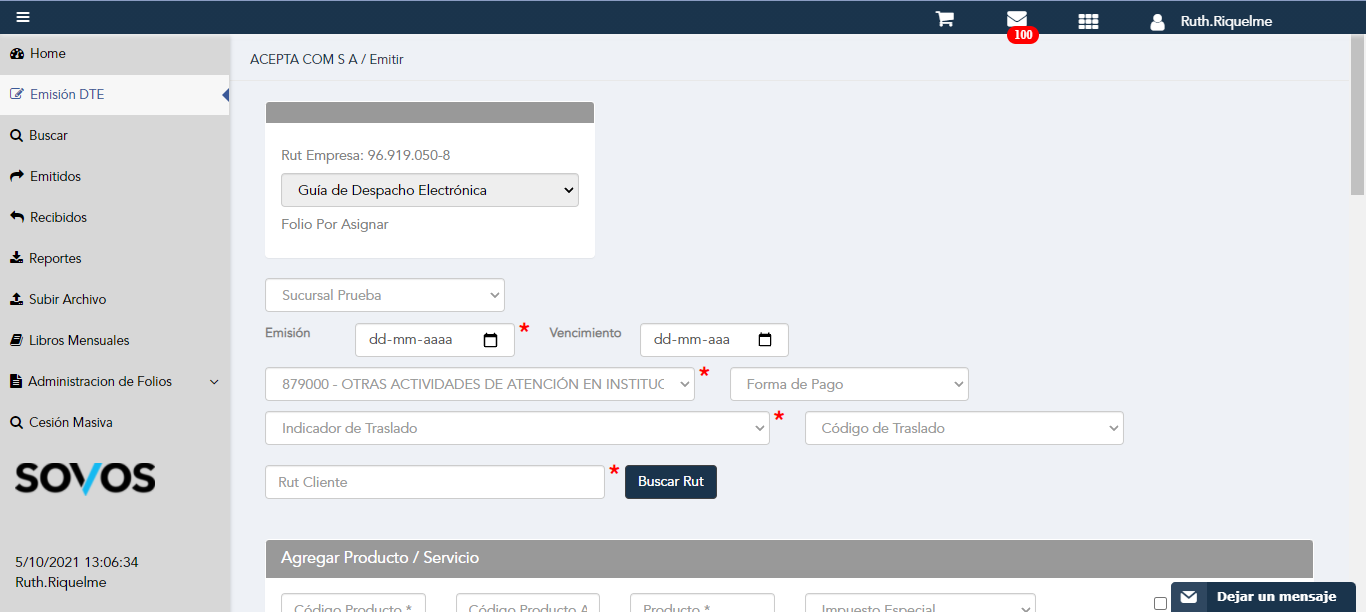 100
Ruth.Riquelme
Home
Emisión DTE
Buscar
Emitidos
Recibidos
Reportes
Subir Archivo
Libros Mensuales
Administracion de Folios
Cesión Masiva
SOVOS
5/10/2021 13:06:34
Ruth.Riquelme
ACEPTA COM S A / Emitir
Rut Empresa: 96.919.050-8
Guía de Despacho Electrónica
Folio Por Asignar
Sucursal Prueba
Emisión dd-mm-aaaa * Vencimiento dd-mm-aaa
879000 - OTRAS ACTIVIDADES DE ATENCIÓN EN INSTITUC * Forma de Pago
Indicador de Traslado * Código de Traslado
Rut Cliente * Buscar Rut
Agregar Producto / Servicio
Código Producto * Código Producto A Producto * Impuesto Especial
Dejar un mensaje